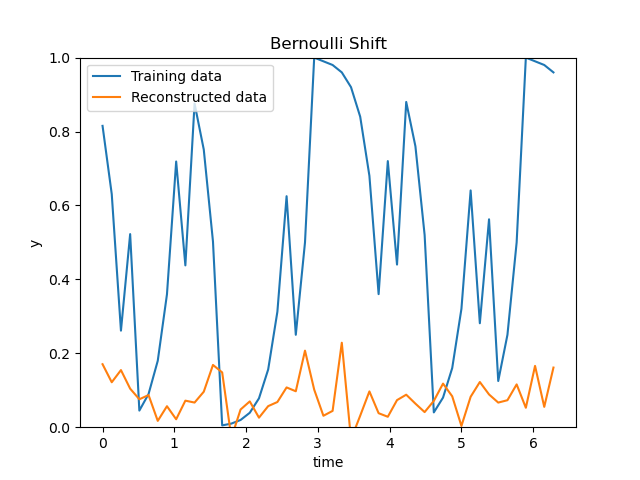 Bernoulli Shift
Training data
Reconstructed data
1.0
0.8
0.6
0.4
0.2
0.0
y
0 1 2 3 4 5 6
time